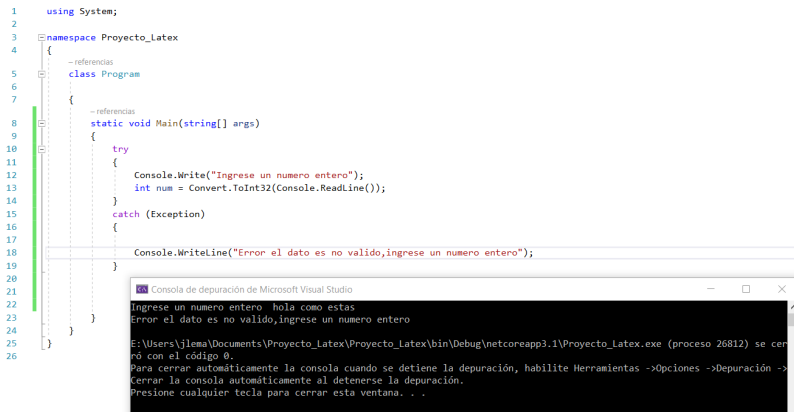 1 using System;
2
3 namespace Proyecto_Latex
4 {
– referencias
5 class Program
6
7 {
– referencias
8 static void Main(string[] args)
9 {
10 try
11 {
12 Console.Write("Ingrese un numero entero");
13 int num = Convert.ToInt32(Console.ReadLine());
14 }
15 catch (Exception)
16 {
17
18 Console.WriteLine("Error el dato es no valido,ingrese un numero entero");
19 }
20
21
22
23 }
24 }
25 }
26
Consola de depuración de Microsoft Visual Studio
Ingrese un numero entero  hola como estas
Error el dato es no valido,ingrese un numero entero
E:\Users\jlema\Documents\Proyecto_Latex\Proyecto_Latex\bin\Debug\netcoreapp3.1\Proyecto_Latex.exe (proceso 26812) se cer
ró con el código 0.
Para cerrar automáticamente la consola cuando se detiene la depuración, habilite Herramientas ->Opciones ->Depuración ->
Cerrar la consola automáticamente al detenerse la depuración.
Presione cualquier tecla para cerrar esta ventana. . .